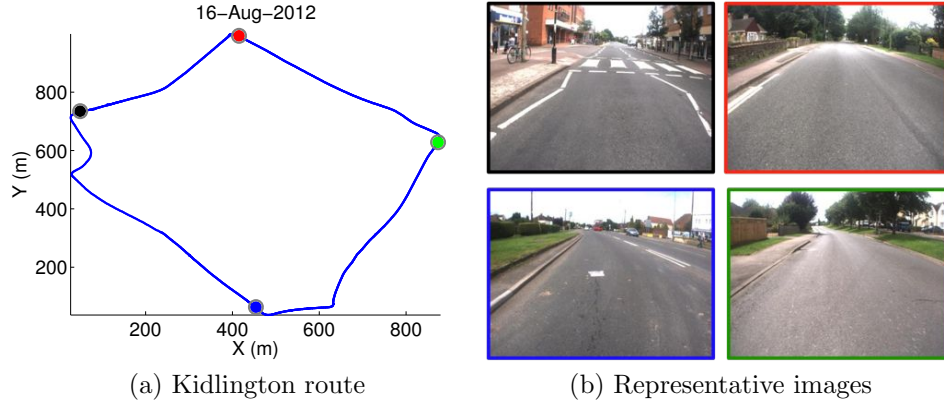 16-Aug-2012
800
600
400
200
Y (m)
200
400
600
800
X (m)
(a) Kidlington route
(b) Representative images